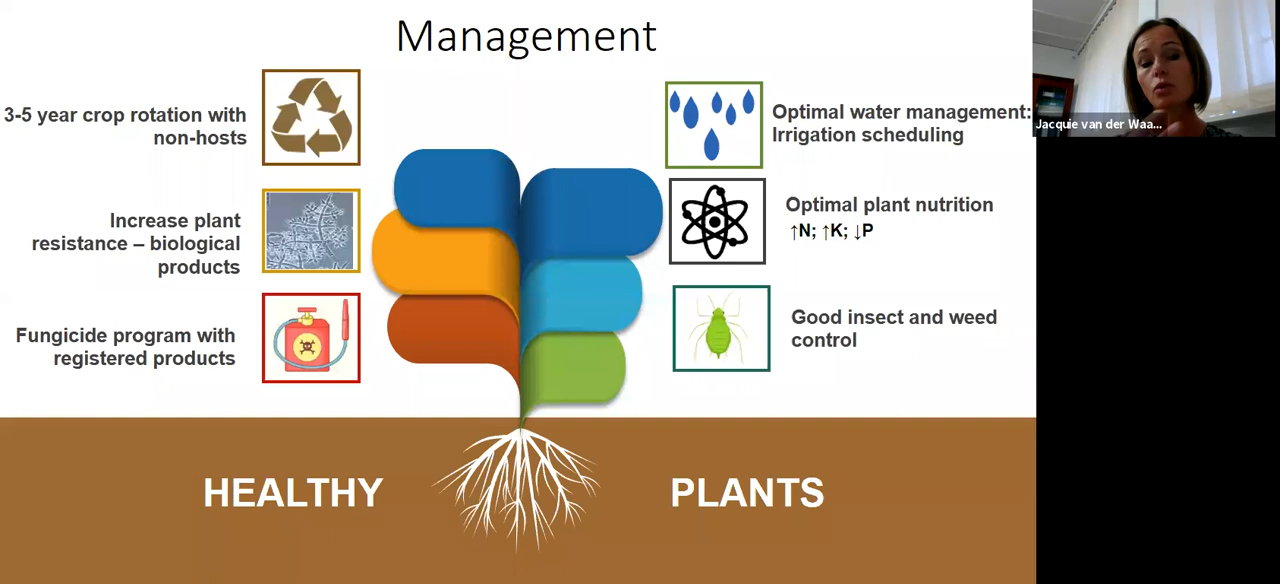 Management
3-5 year crop rotation with
non-hosts
Increase plant
resistance – biological
products
Fungicide program with
registered products
Optimal water management:
Irrigation scheduling
Optimal plant nutrition
↑N; ↑K; ↓P
Good insect and weed
control
HEALTHY
PLANTS
Jacquie van der Waa...